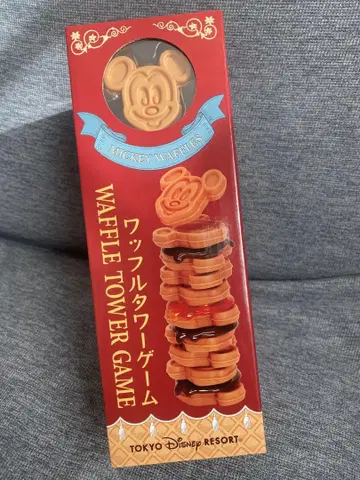 MICKEY WAFFLES
ワッフルタワーゲーム
WAFFLE TOWER GAME
TOKYO Disney RESORT®